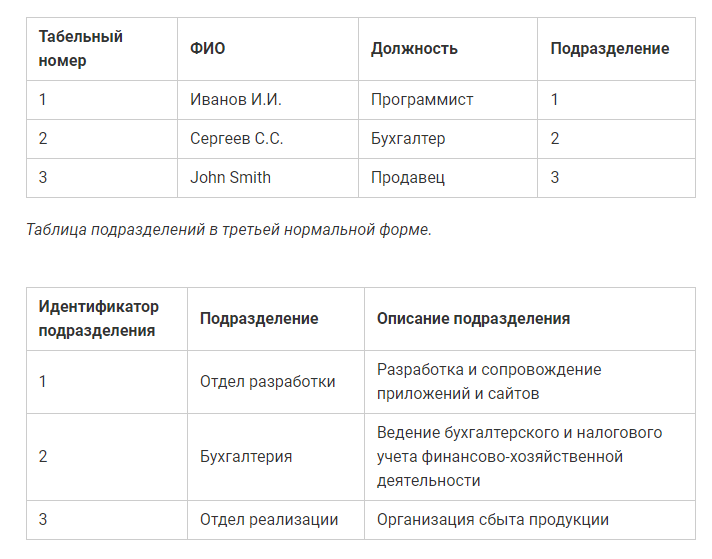 Табельный
номер
ФИО
Должность
Подразделение
1
Иванов И.И.
Программист
1
2
Сергеев С.С.
Бухгалтер
2
3
John Smith
Продавец
3
Таблица подразделений в третьей нормальной форме.
Идентификатор
подразделения
Подразделение
Описание подразделения
1
Отдел разработки
Разработка и сопровождение
приложений и сайтов
2
Бухгалтерия
Ведение бухгалтерского и налогового
учета финансово-хозяйственной
деятельности
3
Отдел реализации
Организация сбыта продукции